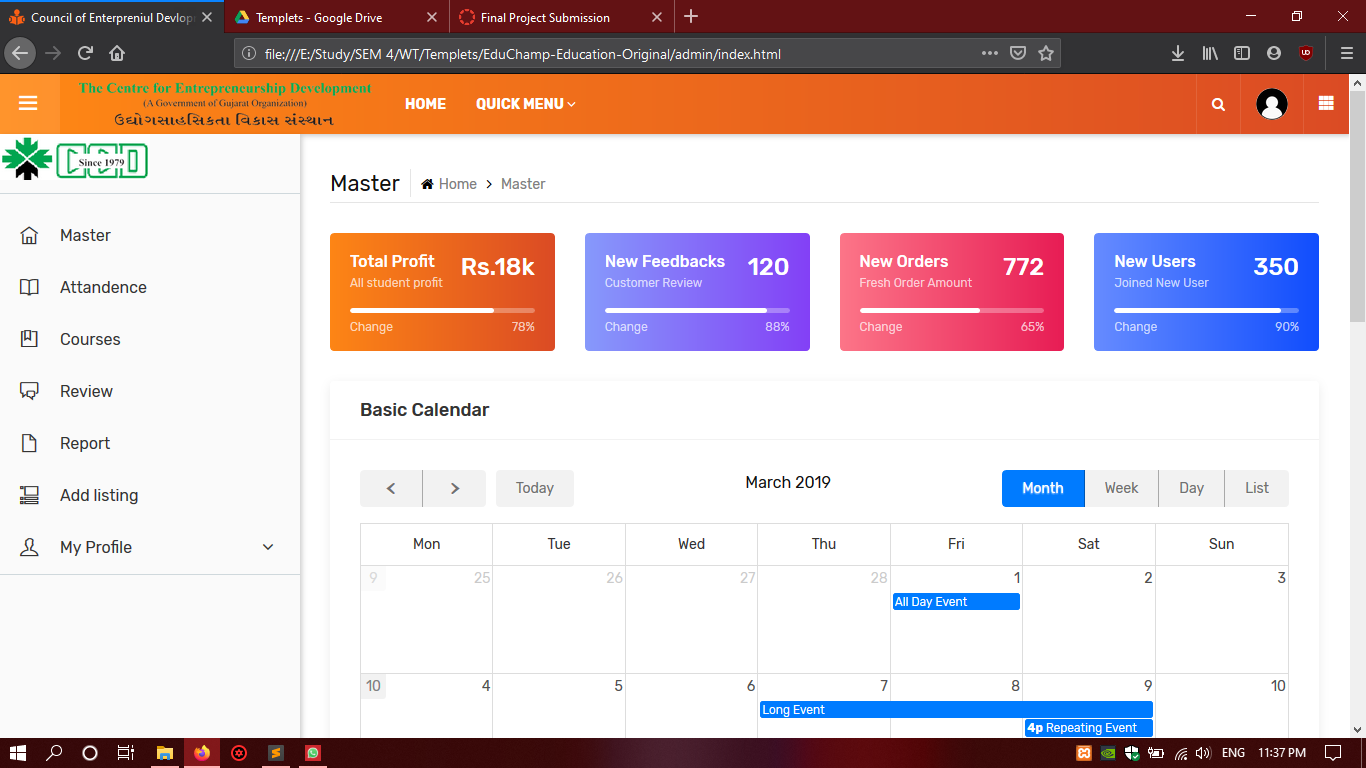 Council of Enterpreniul Devlop
Templets - Google Drive
Final Project Submission
file:///E:/Study/SEM 4/WT/Templets/EduChamp-Education-Original/admin/index.html
The Centre for Entrepreneurship Development
(A Government of Gujarat Organization)
ઉદ્યોગસાહસિકતા વિકાસ સંસ્થાન
HOME
QUICK MENU
CED
Since 1979
Master
Home > Master
Master
Attandence
Courses
Review
Report
Add listing
My Profile
Total Profit
Rs.18k
All student profit
Change 78%
New Feedbacks
120
Customer Review
Change 88%
New Orders
772
Fresh Order Amount
Change 65%
New Users
350
Joined New User
Change 90%
Basic Calendar
Today
March 2019
Month Week Day List
Mon Tue Wed Thu Fri Sat Sun
9 25 26 27 28 1 2 3
All Day Event
10 4 5 6 7 8 9 10
Long Event
4p Repeating Event
ENG 11:37 PM